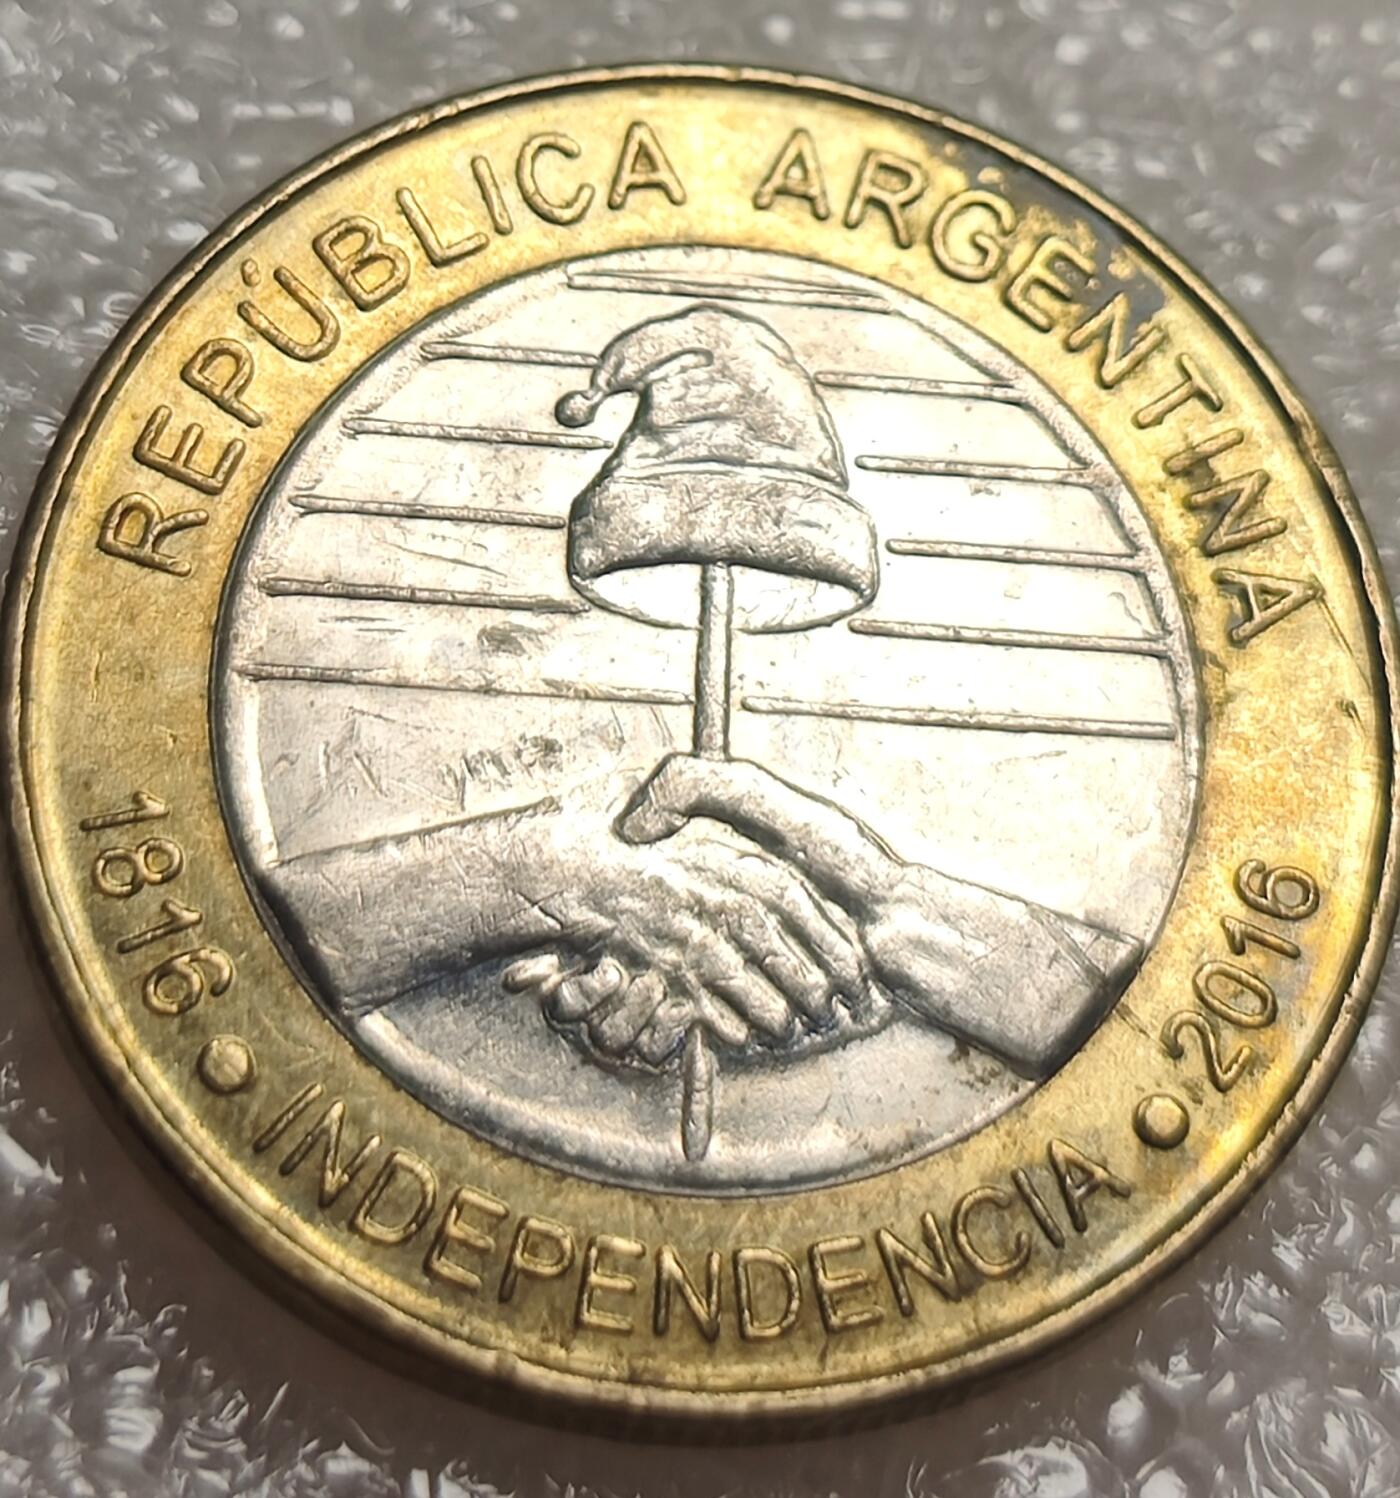 REPÚBLICA ARGENTINA
1816 • INDEPENDENCIA • 2016